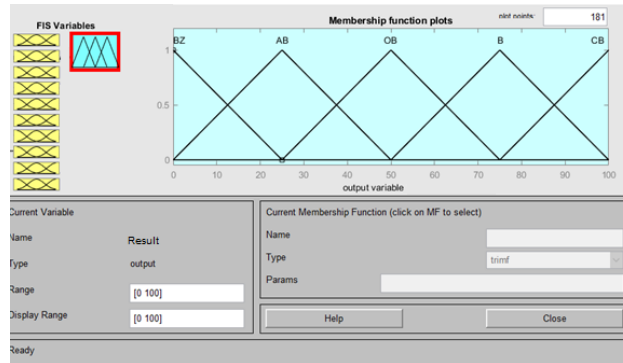 FIS Variables
Membership function plots
plot points:
181
BZ
AB
OB
B
CB
1
0.5
0
0
10
20
30
40
50
60
70
80
90
100
output variable
Current Variable
Name
Result
Type
output
Range
[0 100]
Display Range
[0 100]
Current Membership Function (click on MF to select)
Name
Type
trimf
Params
Help
Close
Ready